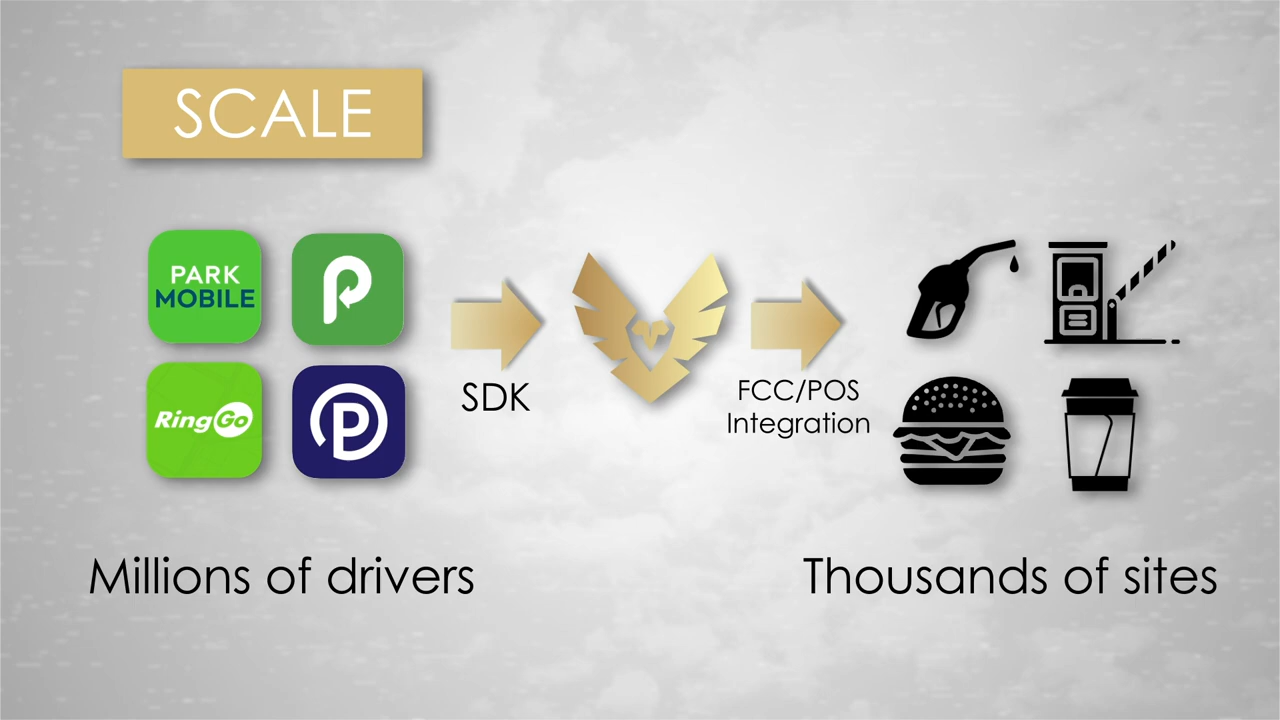 SCALE
PARK
MOBILE
P
RingGo
P
SDK
FCC/POS
Integration
Millions of drivers
Thousands of sites